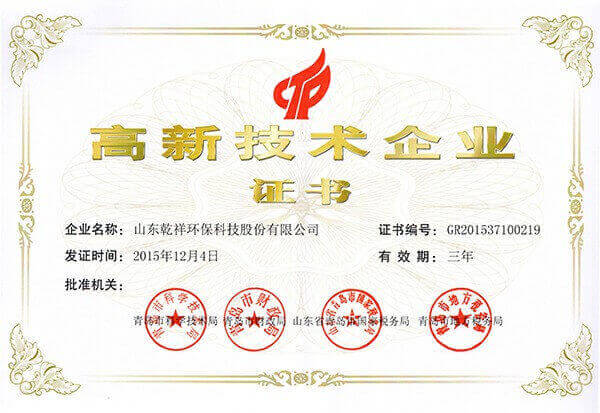 高新技术企业
证书
企业名称：山东乾祥环保科技股份有限公司 证书编号：GR201537100219
发证时间：2015年12月4日 有效期：三年
批准机关：
青岛市科学技术局 青岛市财政局 山东省青岛市国家税务局 青岛市地方税务局